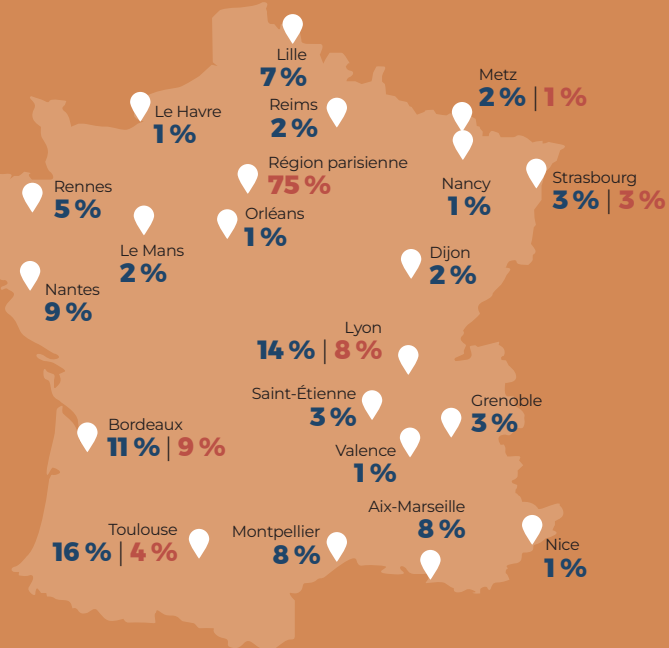 Lille
7 %
Metz
2 % | 1 %
Le Havre
1 %
Reims
2 %
Région parisienne
75 %
Nancy
1 %
Strasbourg
3 % | 3 %
Rennes
5 %
Orléans
1 %
Le Mans
2 %
Dijon
2 %
Nantes
9 %
Lyon
14 % | 8 %
Saint-Étienne
3 %
Grenoble
3 %
Bordeaux
11 % | 9 %
Valence
1 %
Aix-Marseille
8 %
Toulouse
16 % | 4 %
Montpellier
8 %
Nice
1 %